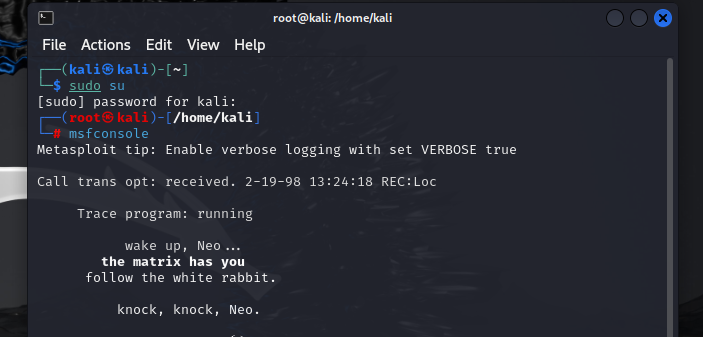 root@kali: /home/kali
File Actions Edit View Help
┌──(kali㉿kali)-[~]
└─$ sudo su
[sudo] password for kali:
┌──(root㉿kali)-[/home/kali]
└─# msfconsole
Metasploit tip: Enable verbose logging with set VERBOSE true
Call trans opt: received. 2-19-98 13:24:18 REC:Loc
Trace program: running
wake up, Neo...
the matrix has you
follow the white rabbit.
knock, knock, Neo.